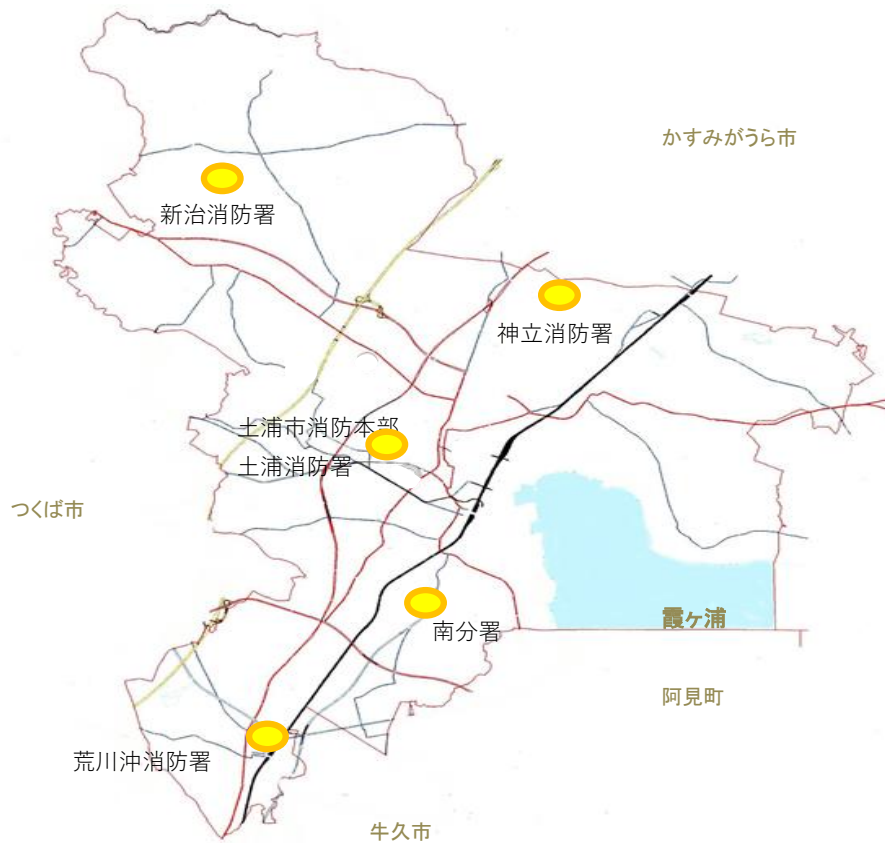 かすみがうら市
新治消防署
神立消防署
土浦市消防本部
土浦消防署
つくば市
霞ヶ浦
南分署
阿見町
荒川沖消防署
牛久市